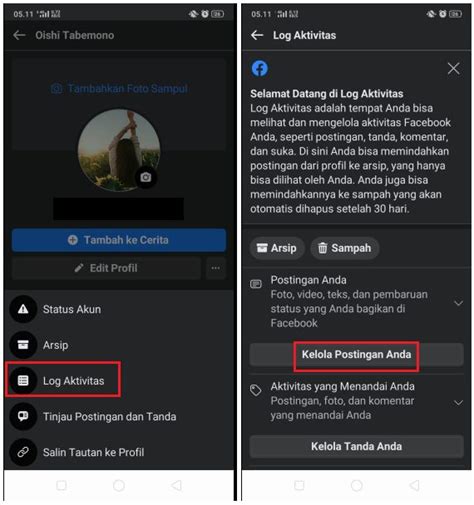 05.11
Oishi Tabemono
Tambahkan Foto Sampul
Tambah ke Cerita
Edit Profil
Status Akun
Arsip
Log Aktivitas
Tinjau Postingan dan Tanda
Salin Tautan ke Profil
05.11
Log Aktivitas
Selamat Datang di Log Aktivitas
Log Aktivitas adalah tempat Anda bisa
melihat dan mengelola aktivitas Facebook
Anda, seperti postingan, tanda, komentar,
dan suka. Di sini Anda bisa memindahkan
postingan dari profil ke arsip, yang hanya
bisa dilihat oleh Anda. Anda juga bisa
memindahkannya ke sampah yang akan
otomatis dihapus setelah 30 hari.
Arsip
Sampah
Postingan Anda
Foto, video, teks, dan pembaruan
status yang Anda bagikan di
Facebook
Kelola Postingan Anda
Aktivitas yang Menandai Anda
Postingan, foto, dan komentar
yang menandai Anda
Kelola Tanda Anda